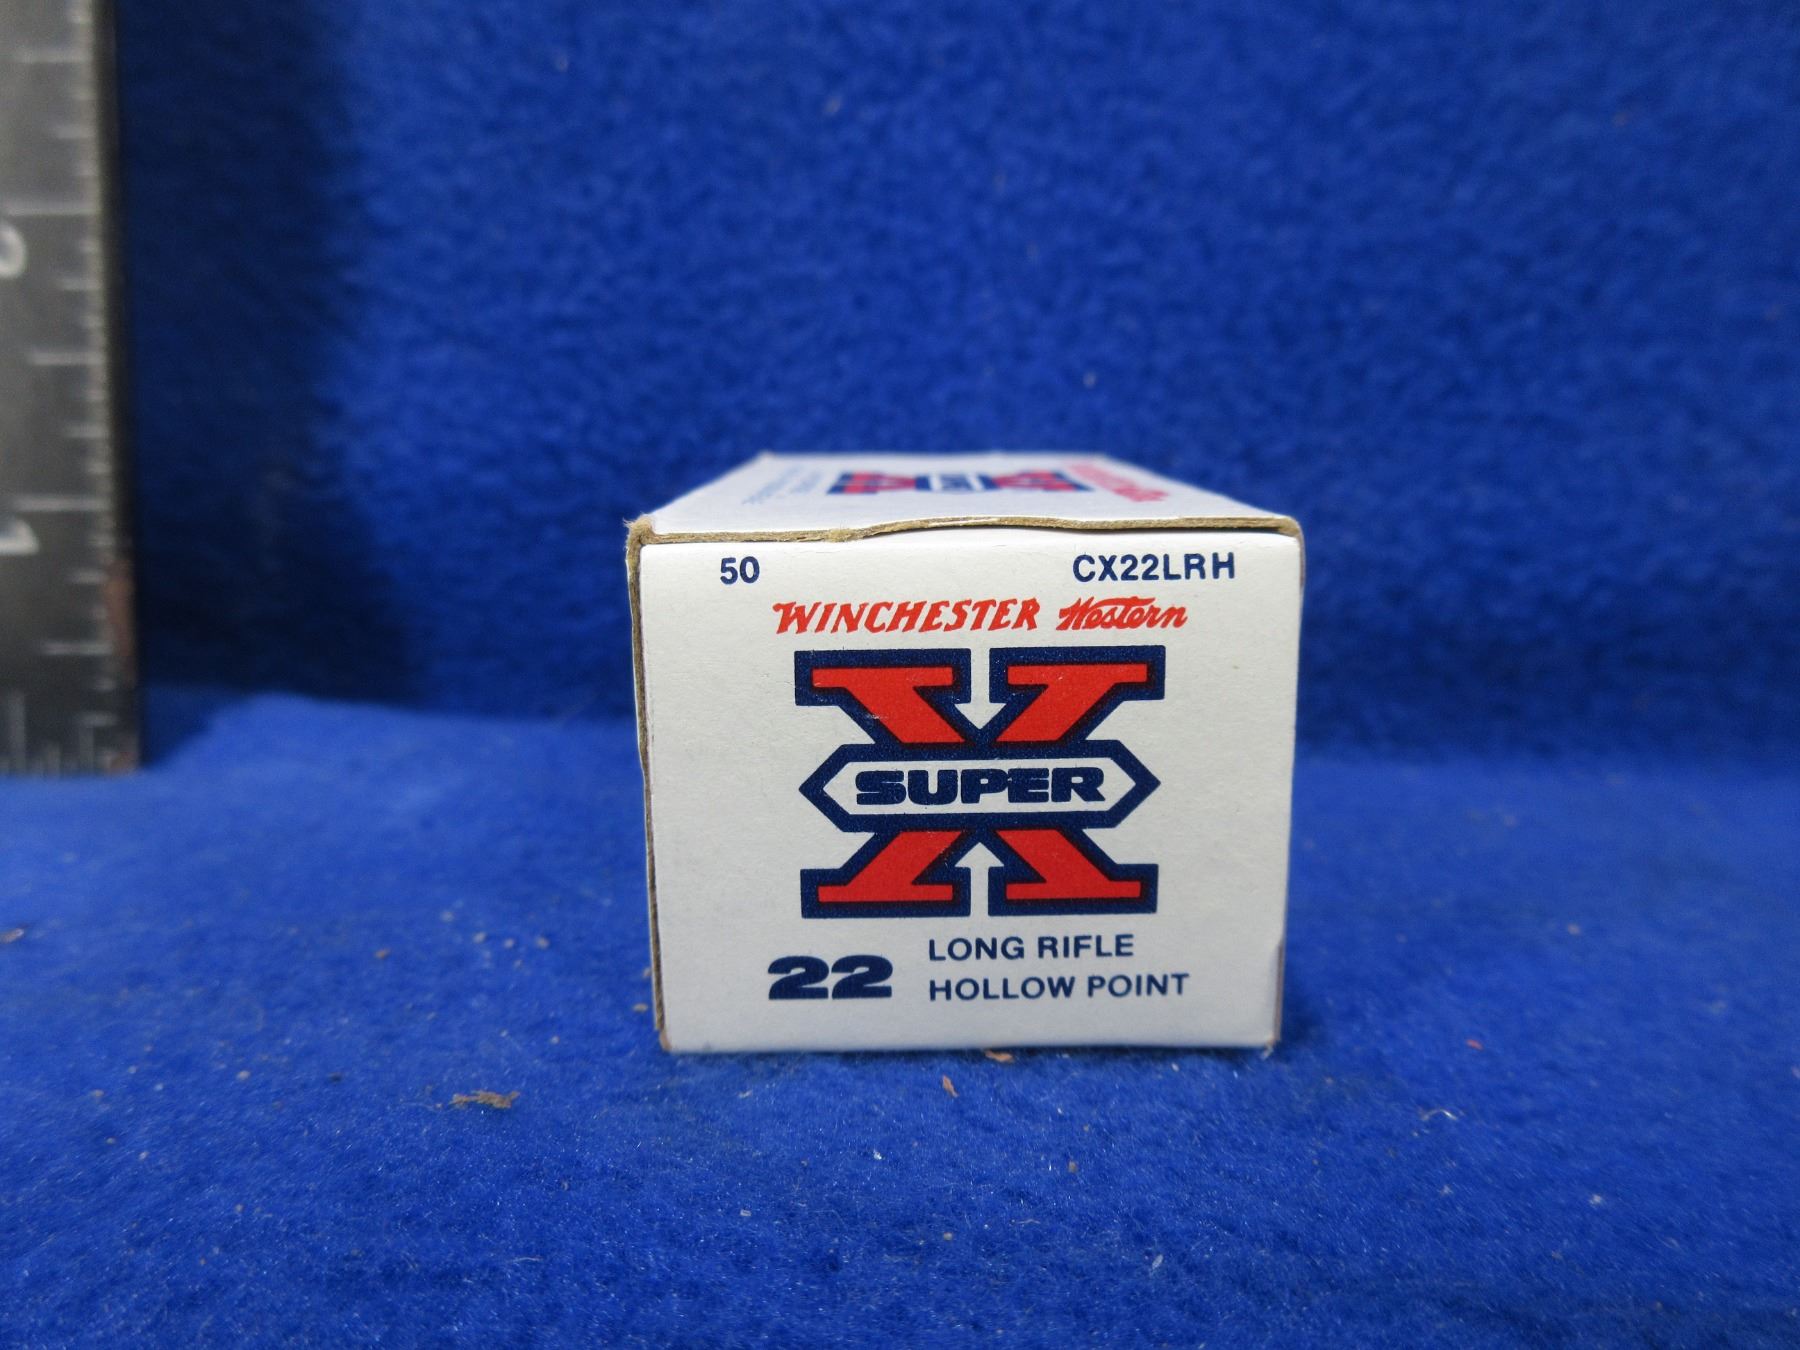 50 CX22LRH
WINCHESTER Western
SUPER
X
22 LONG RIFLE
HOLLOW POINT